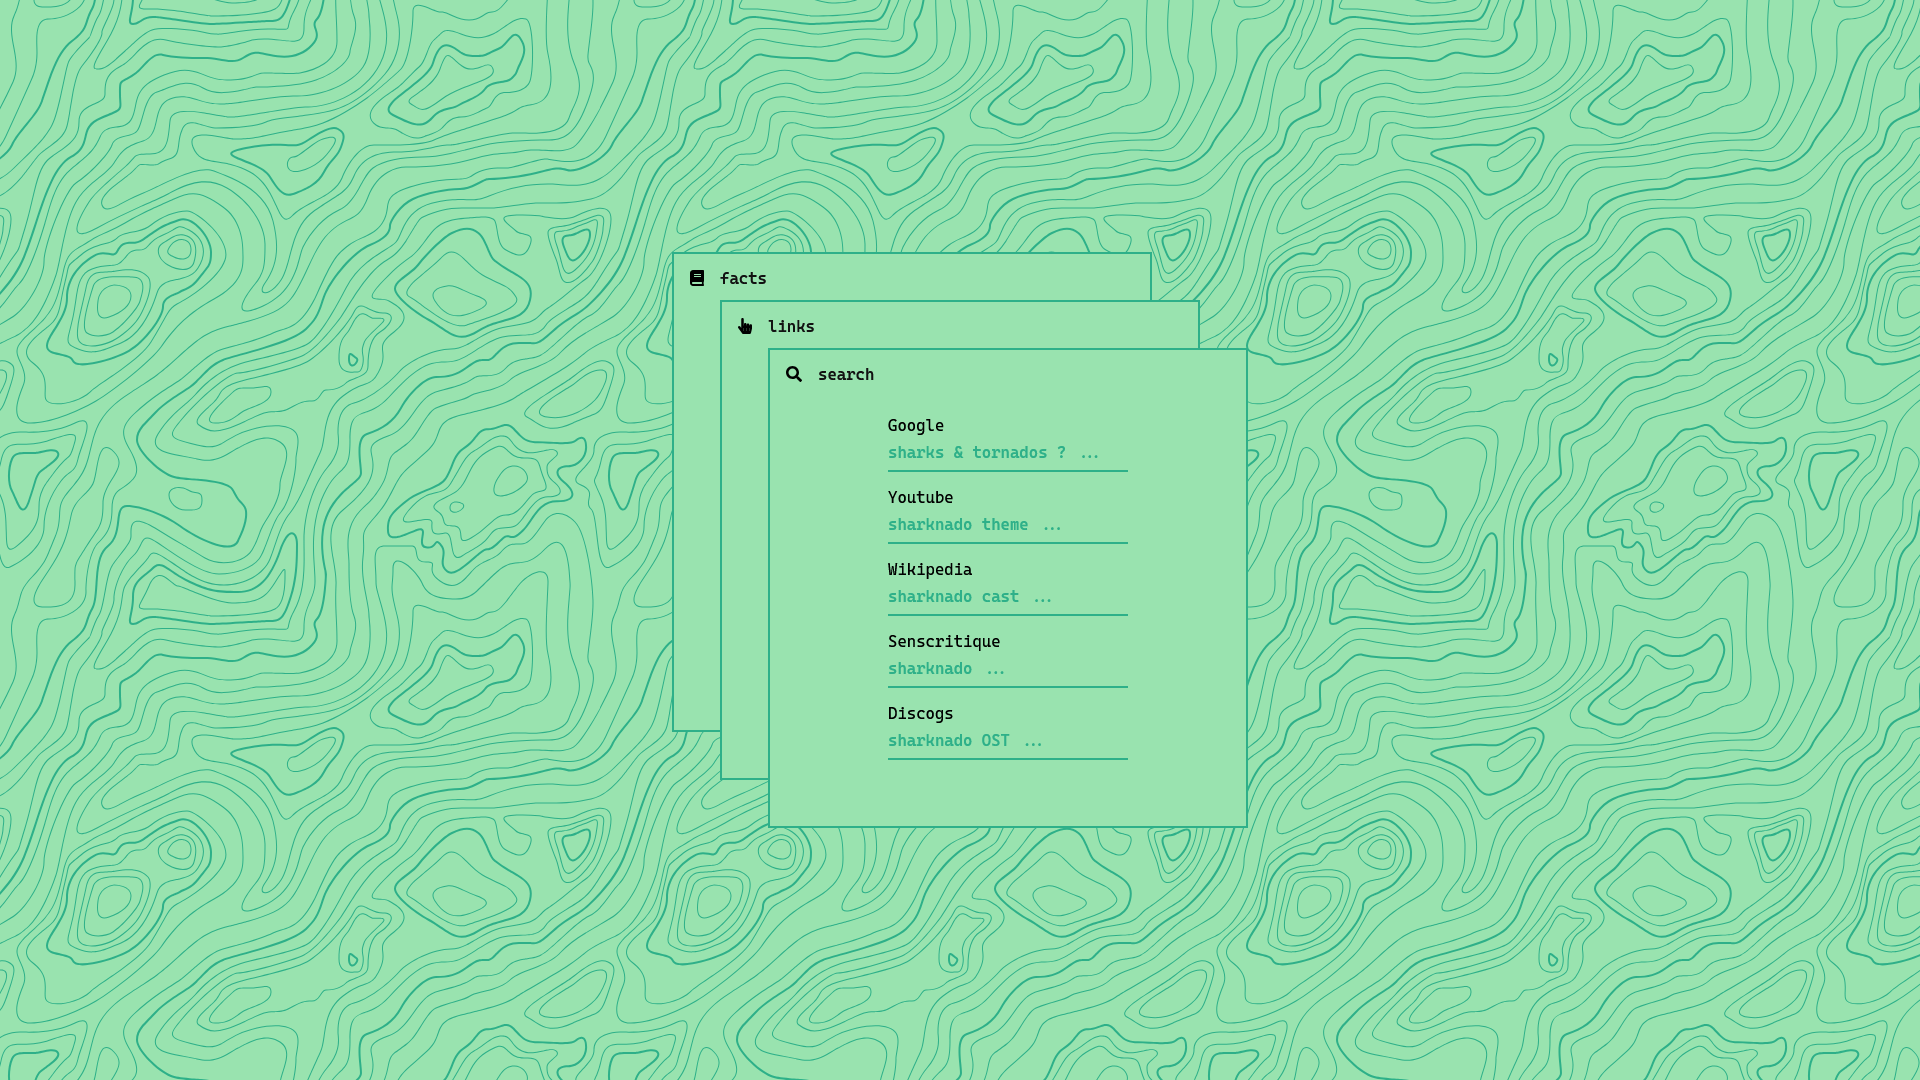 facts
links
search
Google
sharks & tornados ? ...
Youtube
sharknado theme ...
Wikipedia
sharknado cast ...
Senscritique
sharknado ...
Discogs
sharknado OST ...